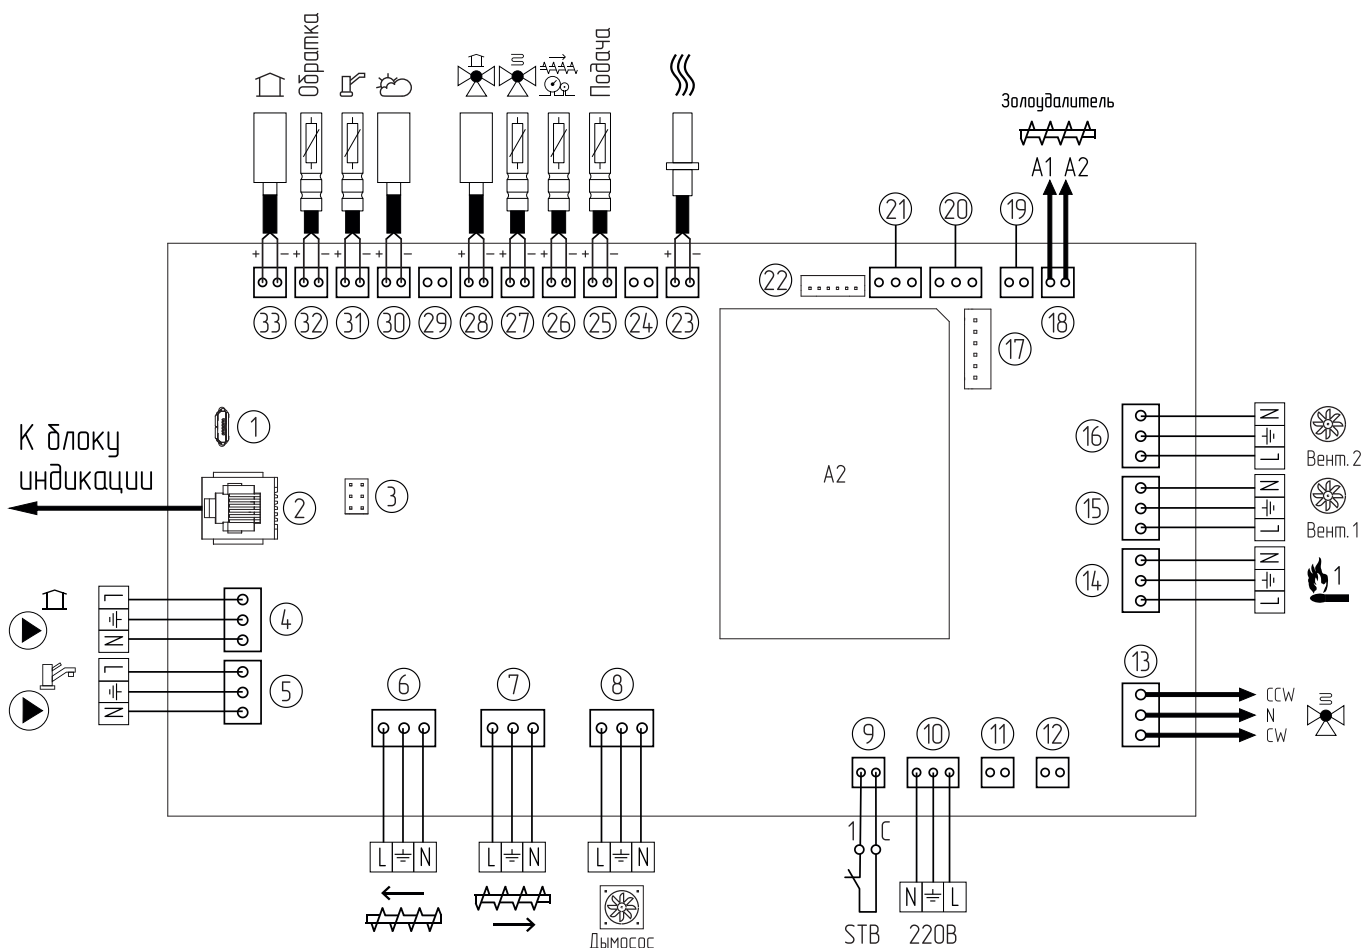 Обратка
Подача
Золоудалитель
A1 A2
+ − + − + − + − + − + − + − + − + −
21 20 19
22
33 32 31 30 29 28 27 26 25 24 23
18
17
1
К блоку
индикации
2
3
A2
16
N
L
Вент. 2
15
N
L
Вент. 1
14
N
L
1
4
L
N
5
L
N
13
CCW
N
CW
6 7 8
9 10 11 12
1 C
L N L N L N
N L
Дымосос
STB 220В